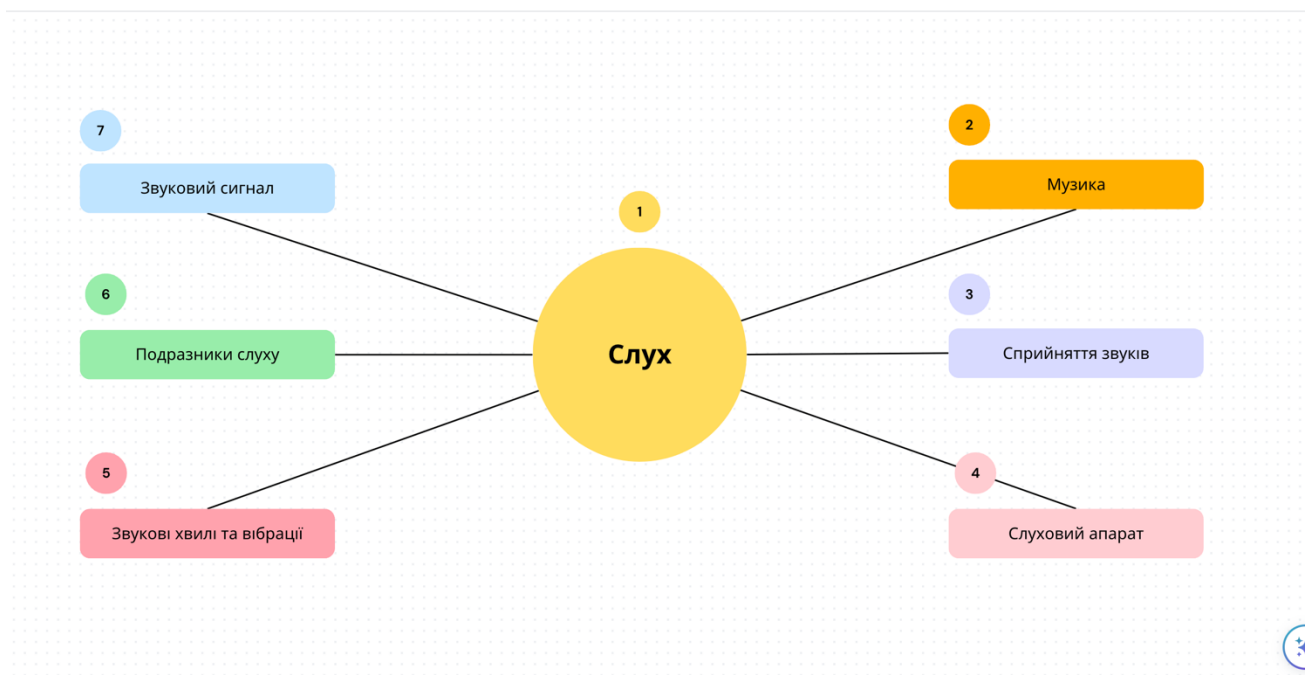 7
Звуковий сигнал
2
Музика
1
Слух
6
Подразники слуху
3
Сприйняття звуків
5
Звукові хвилі та вібрації
4
Слуховий апарат